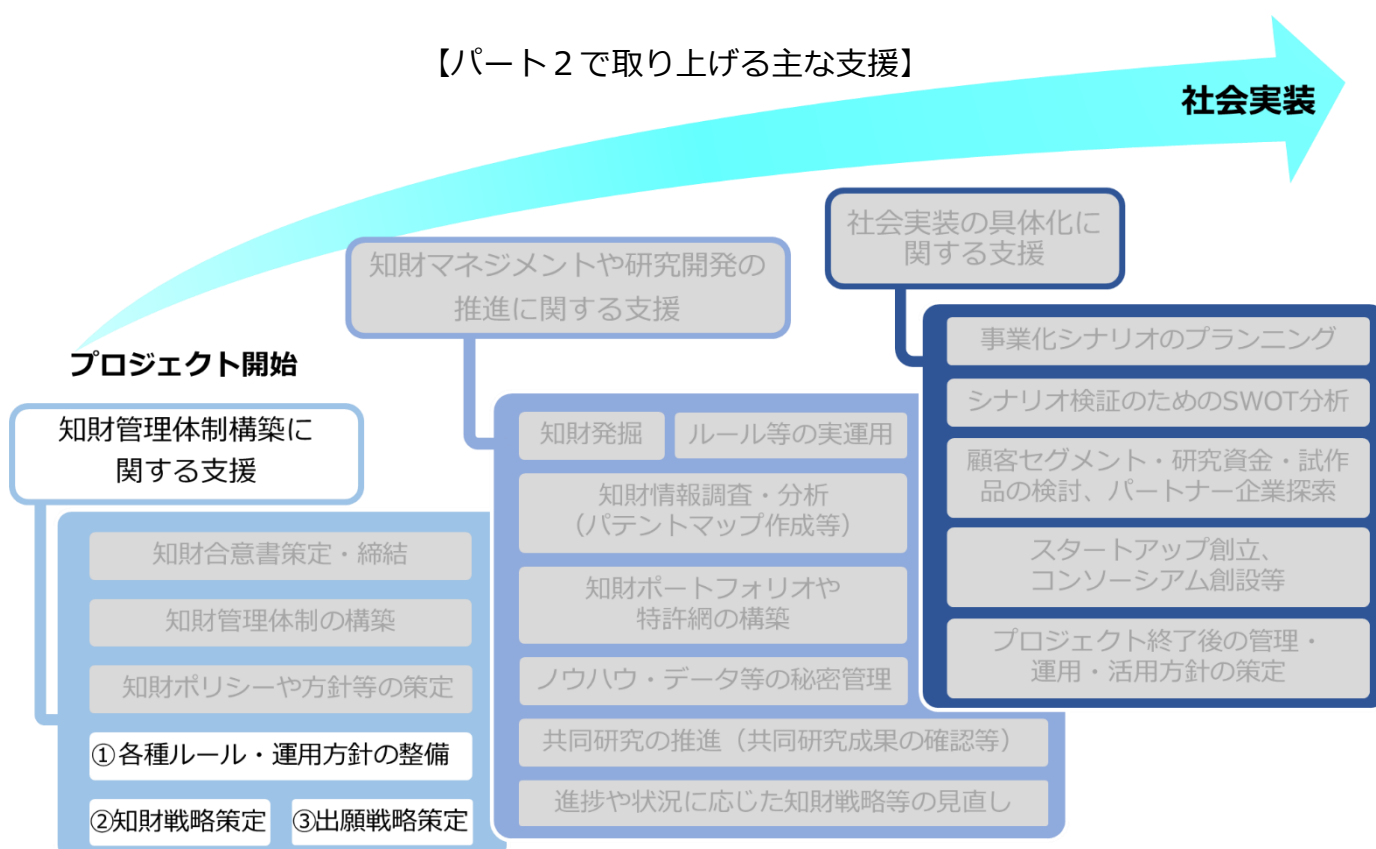 【パート２で取り上げる主な支援】
社会実装
プロジェクト開始
知財管理体制構築に
関する支援
知財合意書策定・締結
知財管理体制の構築
知財ポリシーや方針等の策定
①各種ルール・運用方針の整備
②知財戦略策定
③出願戦略策定
知財マネジメントや研究開発の
推進に関する支援
知財発掘
ルール等の実運用
知財情報調査・分析
（パテントマップ作成等）
知財ポートフォリオや
特許網の構築
ノウハウ・データ等の秘密管理
共同研究の推進（共同研究成果の確認等）
進捗や状況に応じた知財戦略等の見直し
社会実装の具体化に
関する支援
事業化シナリオのプランニング
シナリオ検証のためのSWOT分析
顧客セグメント・研究資金・試作
品の検討、パートナー企業探索
スタートアップ創立、
コンソーシアム創設等
プロジェクト終了後の管理・
運用・活用方針の策定